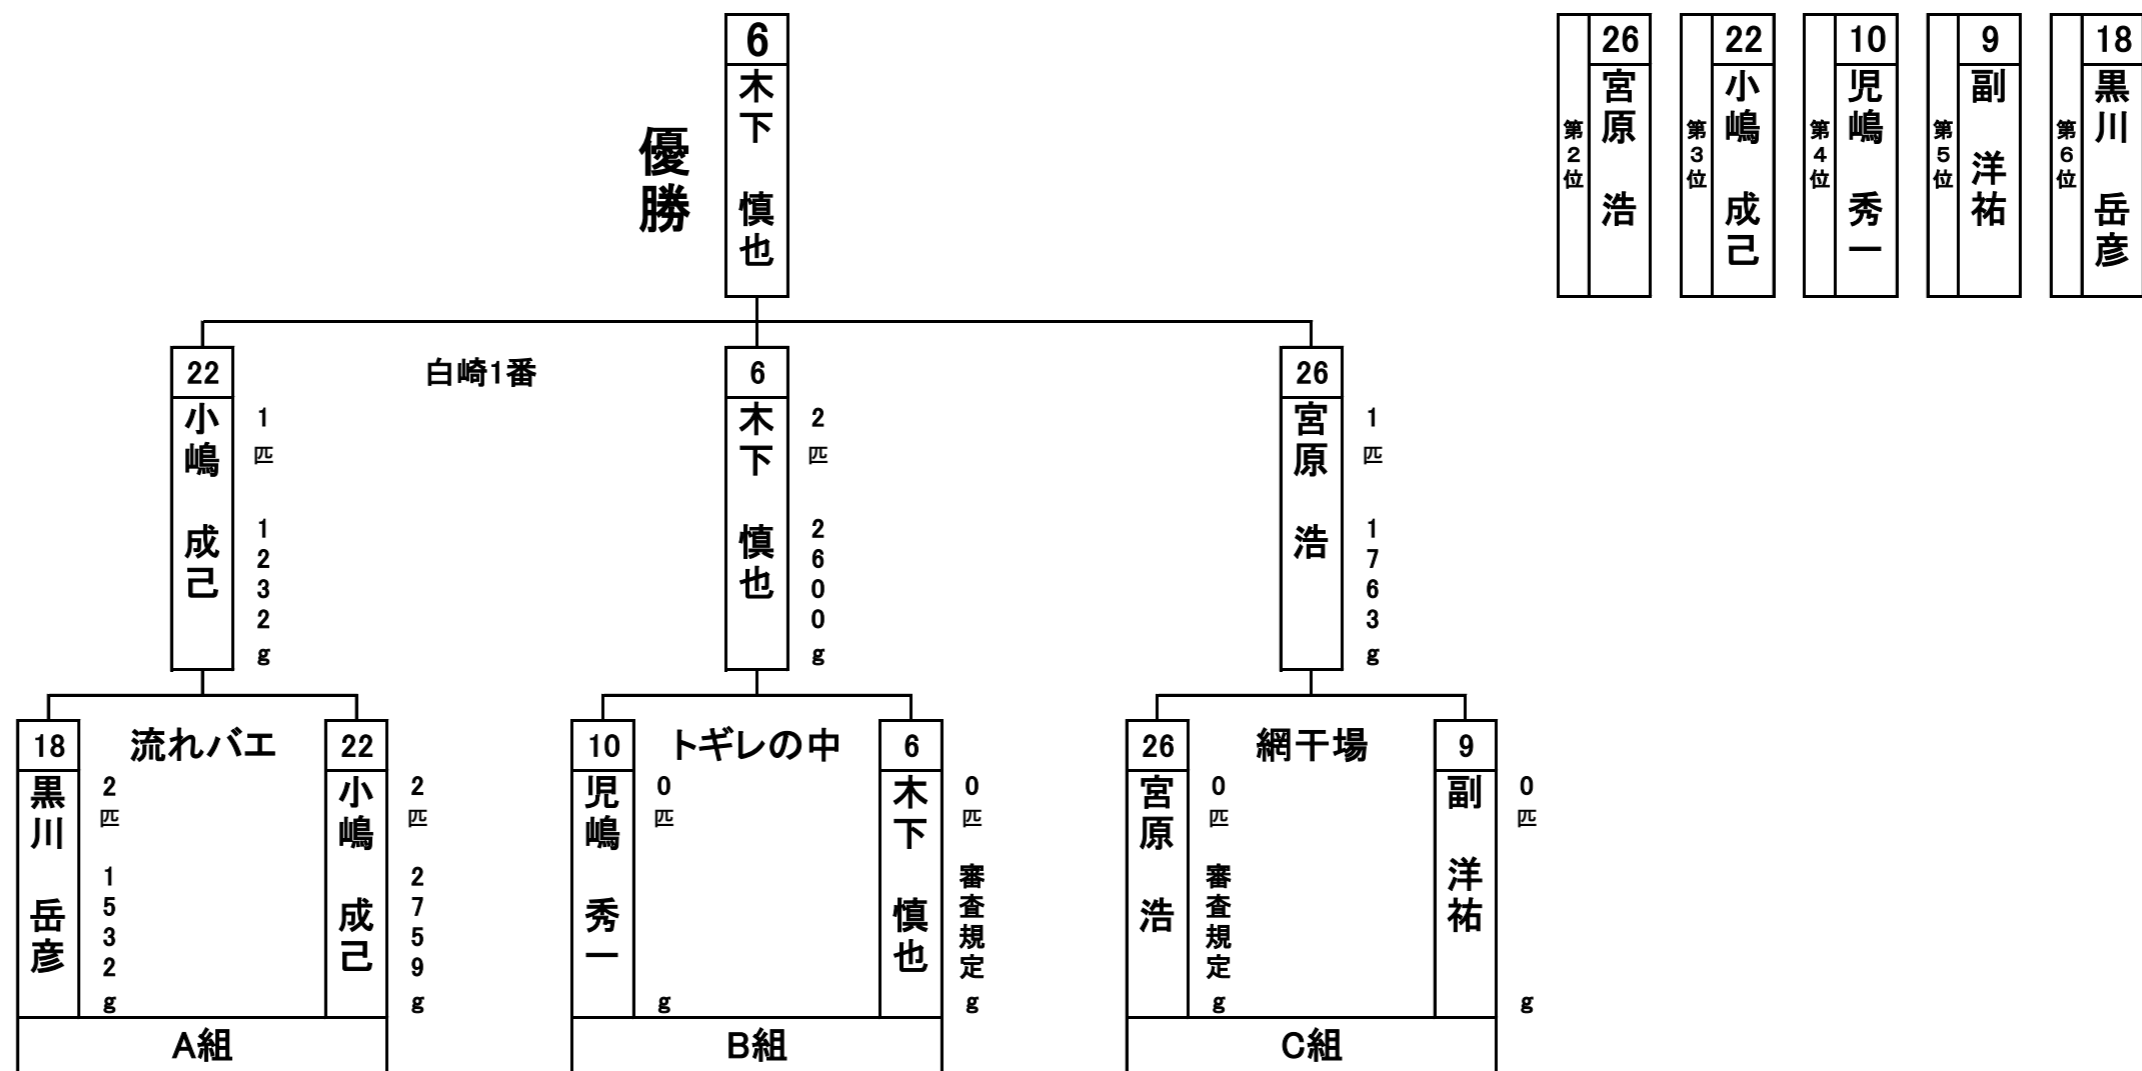 優勝
6
木下　慎也
第2位
26
宮原　浩
第3位
22
小嶋　成己
第4位
10
児嶋　秀一
第5位
9
副　洋祐
第6位
18
黒川　岳彦
22
小嶋　成己
1匹　1232g
白崎1番
6
木下　慎也
2匹　2600g
26
宮原　浩
1匹　1763g
18
黒川　岳彦
2匹　1532g
流れバエ
22
小嶋　成己
2匹　2759g
A組
10
児嶋　秀一
0匹　g
トギレの中
6
木下　慎也
0匹　審査規定g
B組
26
宮原　浩
0匹　審査規定g
網干場
9
副　洋祐
0匹　g
C組